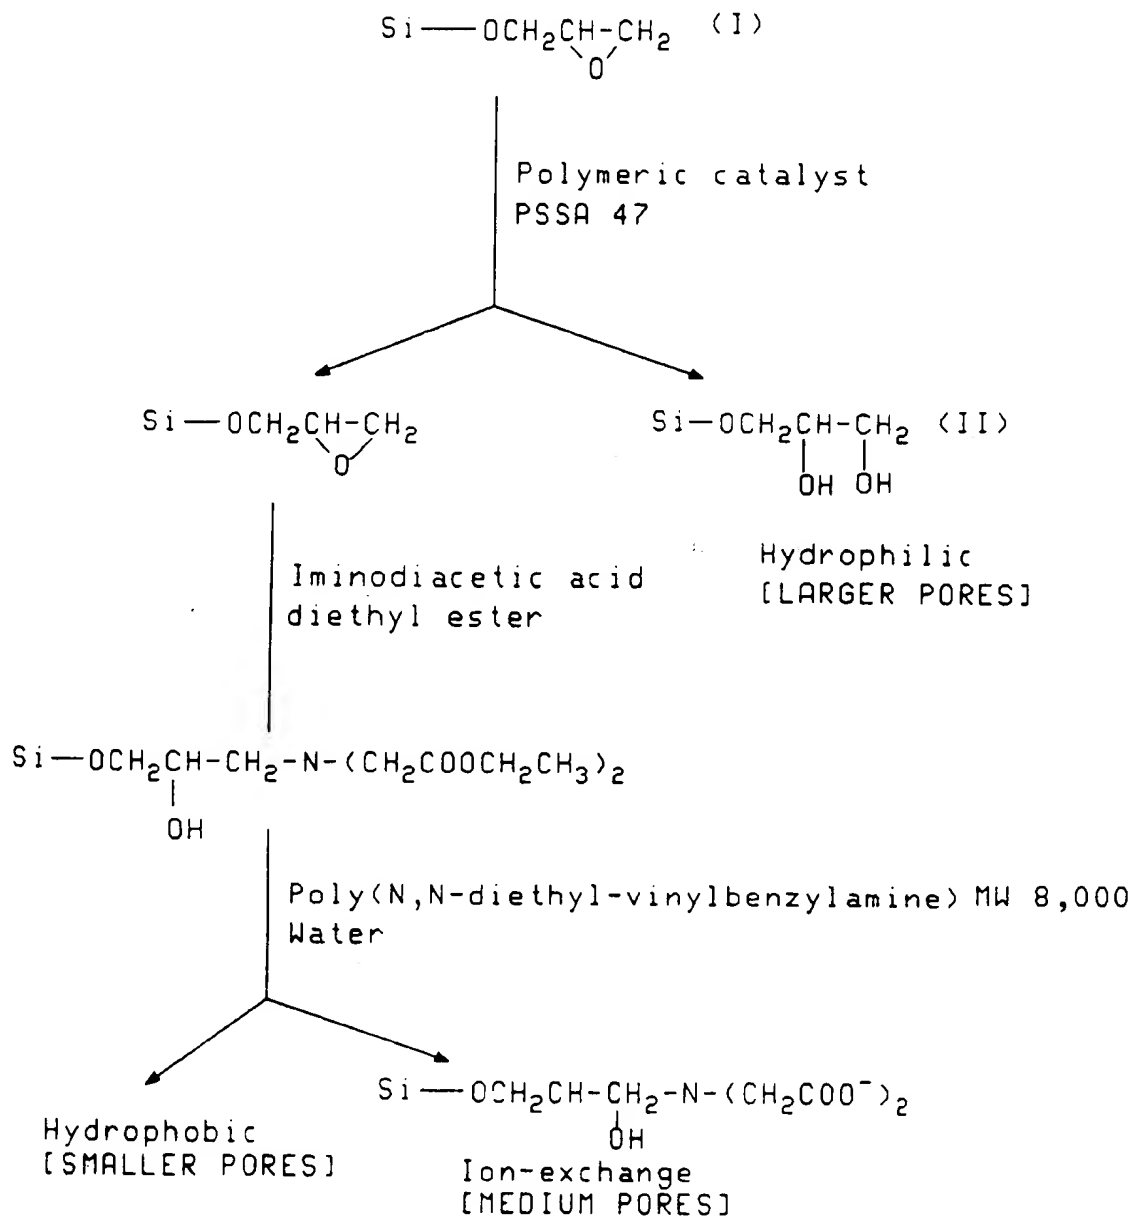 Si—OCH₂CH-CH₂ (I)
O
Polymeric catalyst
PSSA 47
Si—OCH₂CH-CH₂
O
Si—OCH₂CH-CH₂ (II)
OH OH
Hydrophilic
[LARGER PORES]
Iminodiacetic acid
diethyl ester
Si—OCH₂CH-CH₂-N-(CH₂COOCH₂CH₃)₂
OH
Poly(N,N-diethyl-vinylbenzylamine) MW 8,000
Water
Hydrophobic
[SMALLER PORES]
Si—OCH₂CH-CH₂-N-(CH₂COO⁻)₂
OH
Ion-exchange
[MEDIUM PORES]